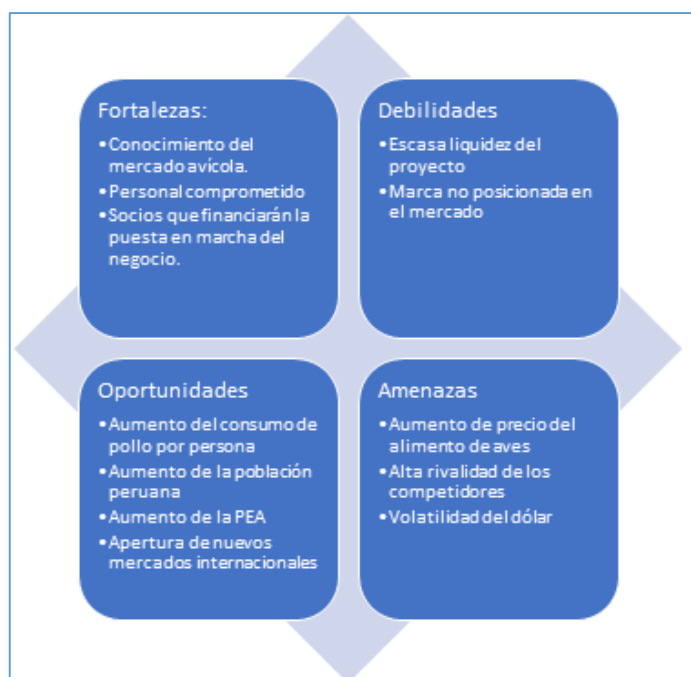 Fortalezas:
•Conocimiento del
mercado avícola.
•Personal comprometido
•Socios que financiarán la
puesta en marcha del
negocio.
Debilidades
•Escasa liquidez del
proyecto
•Marca no posicionada en
el mercado
Oportunidades
•Aumento del consumo de
pollo por persona
•Aumento de la población
peruana
•Aumento de la PEA
•Apertura de nuevos
mercados internacionales
Amenazas
•Aumento de precio del
alimento de aves
•Alta rivalidad de los
competidores
•Volatilidad del dólar